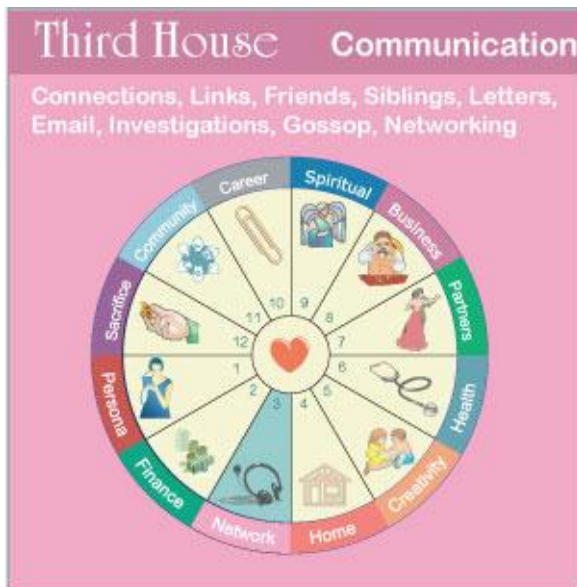 Third House Communication
Connections, Links, Friends, Siblings, Letters,
Email, Investigations, Gossop, Networking
Career
Spiritual
Business
Partners
Health
Creativity
Home
Network
Finance
Persona
Sacrifice
Community
10
9
8
7
6
5
4
3
2
1
12
11